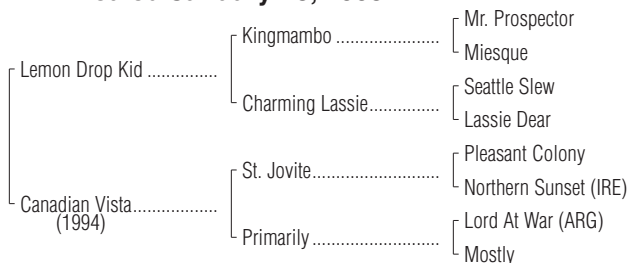 Mr. Prospector
Kingmambo ...................
Miesque
Lemon Drop Kid ...............
Seattle Slew
Charming Lassie...............
Lassie Dear
Pleasant Colony
St. Jovite.......................
Northern Sunset (IRE)
Canadian Vista..................
(1994)
Lord At War (ARG)
Primarily .......................
Mostly